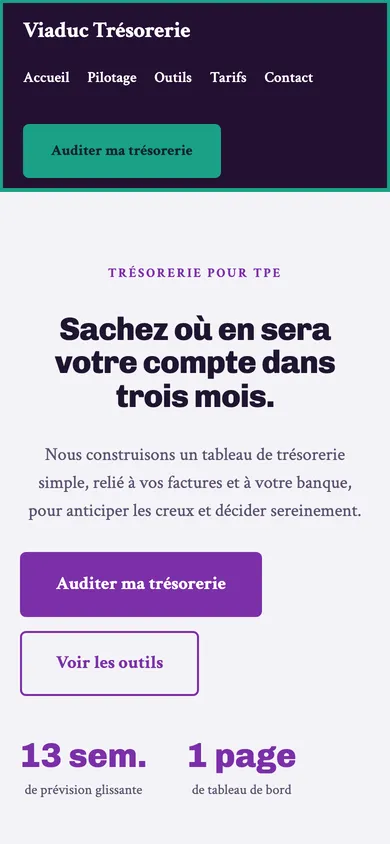 Viaduc Trésorerie
Accueil Pilotage Outils Tarifs Contact
Auditer ma trésorerie
TRÉSORERIE POUR TPE
Sachez où en sera
votre compte dans
trois mois.
Nous construisons un tableau de trésorerie
simple, relié à vos factures et à votre banque,
pour anticiper les creux et décider sereinement.
Auditer ma trésorerie
Voir les outils
13 sem. 1 page
de prévision glissante de tableau de bord